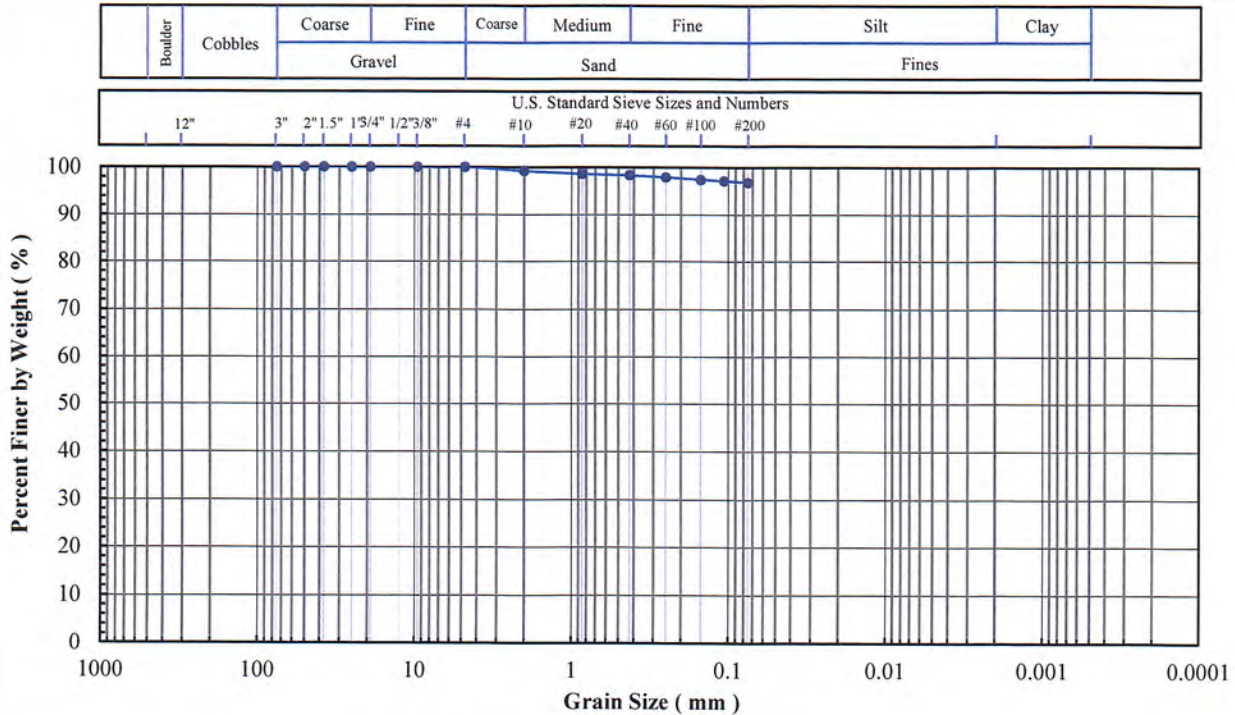 Boulder Cobbles Coarse Fine Coarse Medium Fine Silt Clay
Gravel Sand Fines
U.S. Standard Sieve Sizes and Numbers
12" 3" 2" 1.5" 1" 3/4" 1/2" 3/8" #4 #10 #20 #40 #60 #100 #200
100
90
80
70
60
50
40
30
20
10
0
Percent Finer by Weight ( % )
1000 100 10 1 0.1 0.01 0.001 0.0001
Grain Size ( mm )